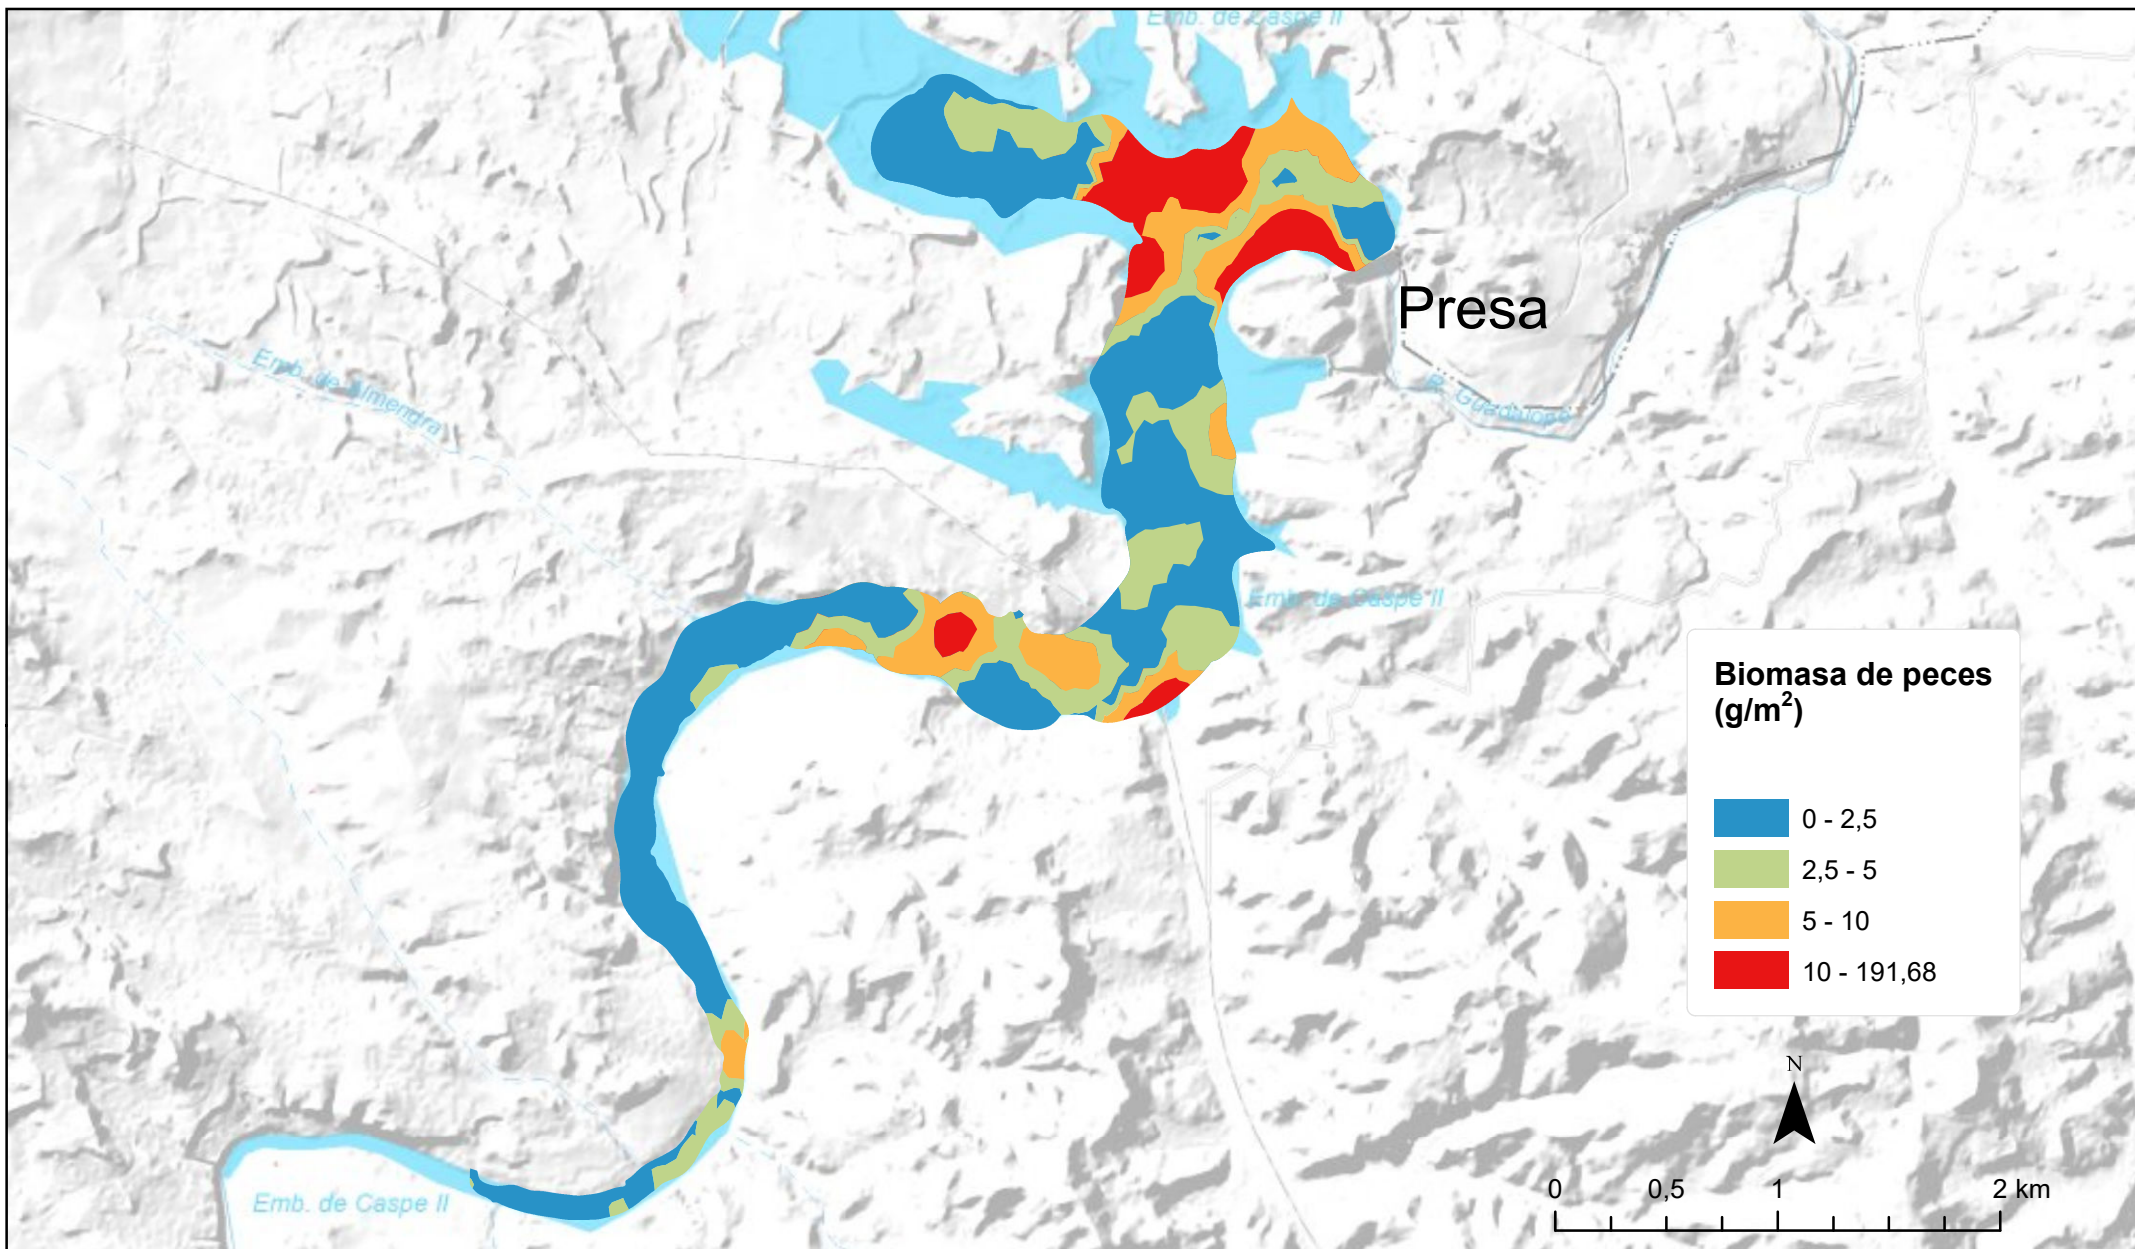 Emb. de Caspe II
Presa
Emb. de Almendra
R. Guadalope
Emb. de Caspe II
Biomasa de peces
(g/m²)
0 - 2,5
2,5 - 5
5 - 10
10 - 191,68
N
0 0,5 1 2 km
Emb. de Caspe II